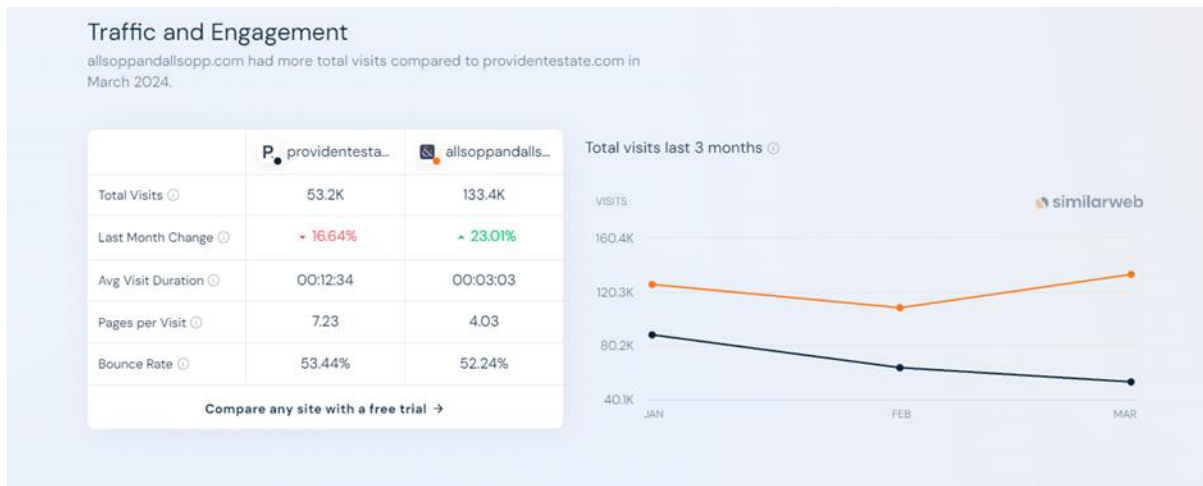 Traffic and Engagement
allsoppandallsopp.com had more total visits compared to providentestate.com in
March 2024.
P. providentesta... & allsoppandalls...
Total Visits 53.2K 133.4K
Last Month Change 16.64% 23.01%
Avg Visit Duration 00:12:34 00:03:03
Pages per Visit 7.23 4.03
Bounce Rate 53.44% 52.24%
Compare any site with a free trial →
Total visits last 3 months
VISITS
similarweb
160.4K
120.3K
80.2K
40.1K
JAN FEB MAR